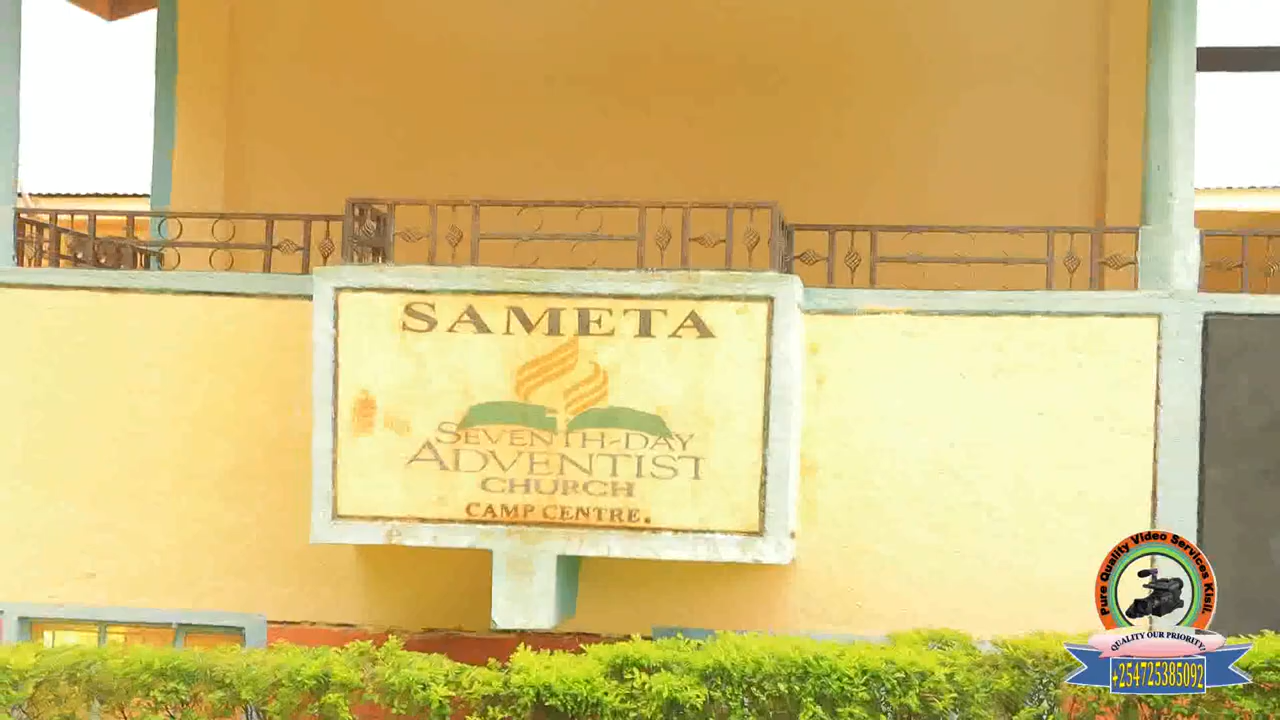 SAMETA
SEVENTH-DAY
ADVENTIST
CHURCH
CAMP CENTRE.
Pure Quality Video Services Kisii.
QUALITY OUR PRIORITY!
+254725385092